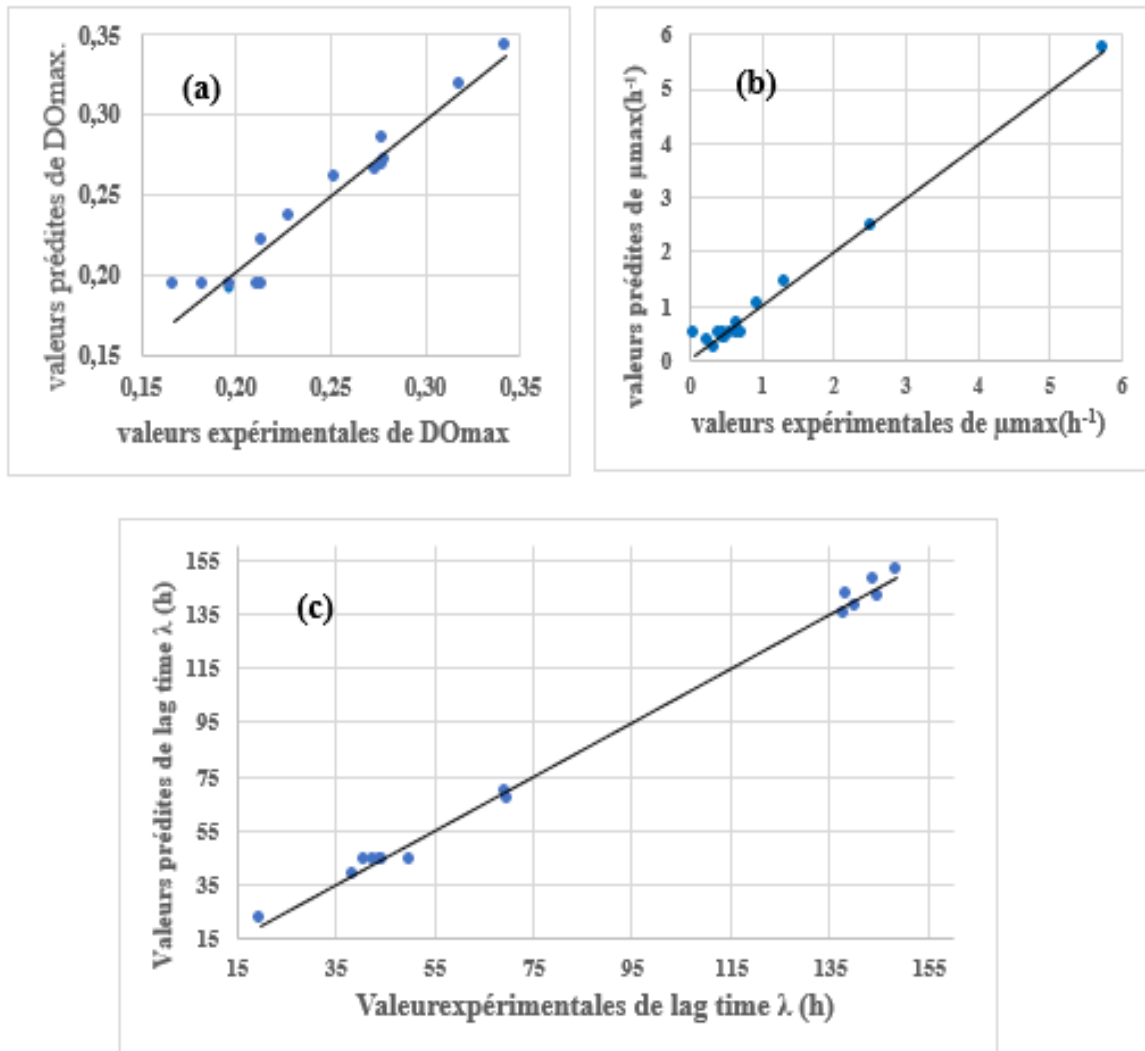 valeurs prédites de DOmax.
0,35
0,30
0,25
0,20
0,15
(a)
0,15 0,20 0,25 0,30 0,35
valeurs expérimentales de DOmax
valeurs prédites de µmax(h⁻¹)
6
5
4
3
2
1
0
(b)
0 1 2 3 4 5 6
valeurs expérimentales de µmax(h⁻¹)
Valeurs prédites de lag time λ (h)
155
135
115
95
75
55
35
15
(c)
15 35 55 75 95 115 135 155
Valeurexpérimentales de lag time λ (h)